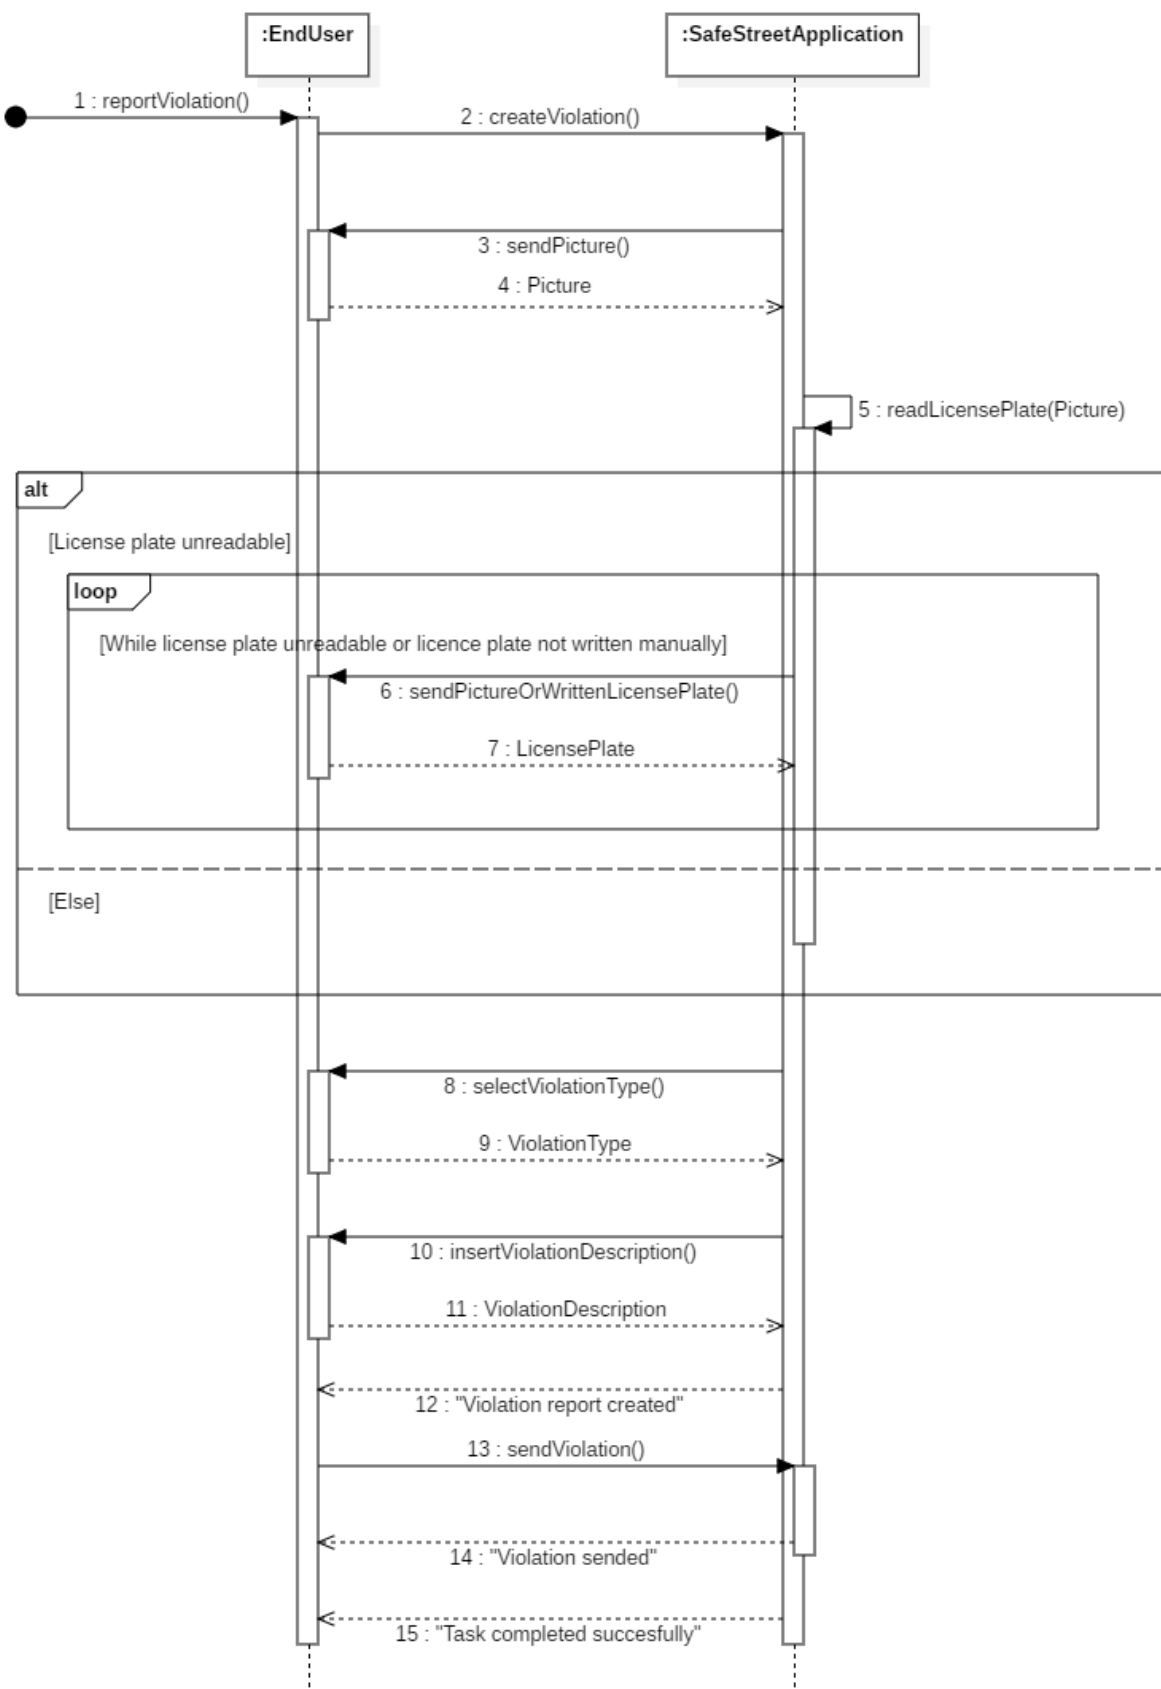 :EndUser
:SafeStreetApplication
1 : reportViolation()
2 : createViolation()
3 : sendPicture()
4 : Picture
5 : readLicensePlate(Picture)
alt
[License plate unreadable]
loop
[While license plate unreadable or licence plate not written manually]
6 : sendPictureOrWrittenLicensePlate()
7 : LicensePlate
[Else]
8 : selectViolationType()
9 : ViolationType
10 : insertViolationDescription()
11 : ViolationDescription
12 : "Violation report created"
13 : sendViolation()
14 : "Violation sended"
15 : "Task completed succesfully"